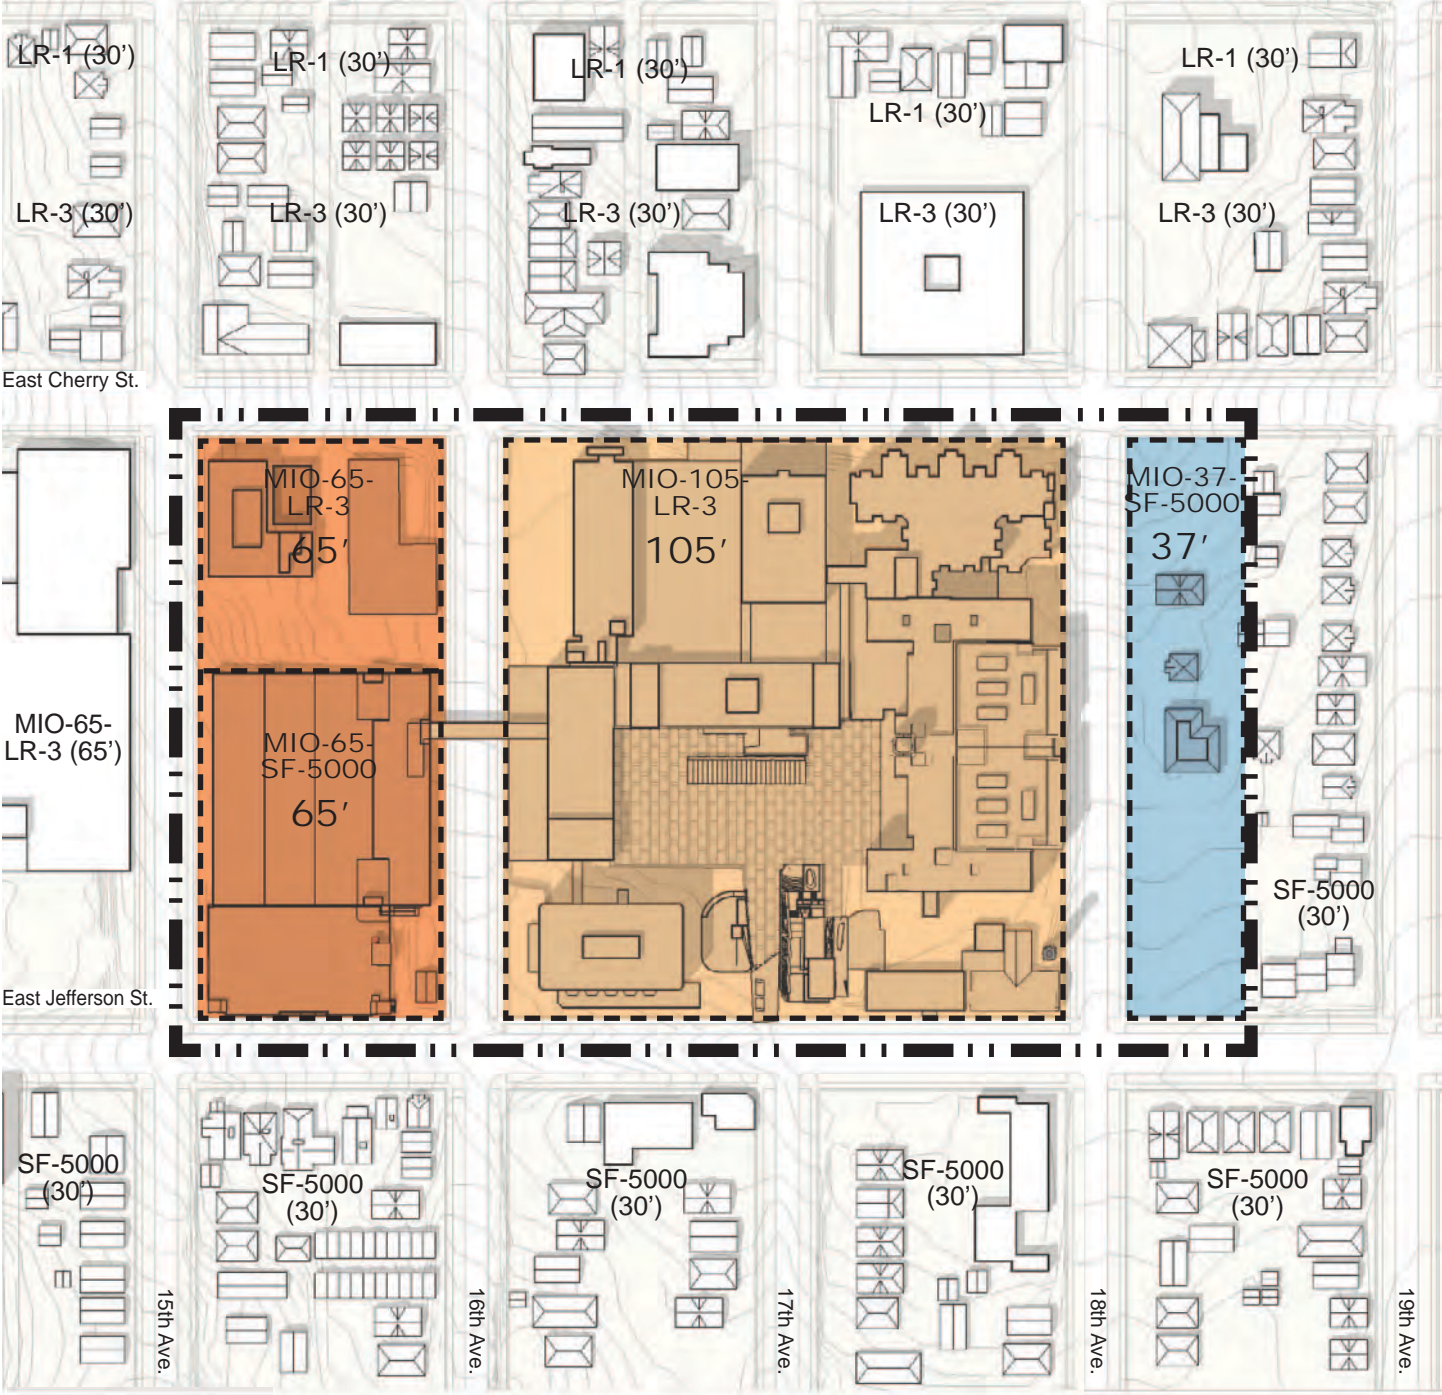 LR-1 (30')
LR-1 (30')
LR-1 (30')
LR-1 (30')
LR-1 (30')
LR-3 (30')
LR-3 (30')
LR-3 (30')
LR-3 (30')
LR-3 (30')
East Cherry St.
MIO-65-
LR-3
65'
MIO-105-
LR-3
105'
MIO-37-
SF-5000
37'
MIO-65-
LR-3 (65')
MIO-65-
SF-5000
65'
SF-5000
(30')
East Jefferson St.
SF-5000
(30')
SF-5000
(30')
SF-5000
(30')
SF-5000
(30')
SF-5000
(30')
15th Ave.
16th Ave.
17th Ave.
18th Ave.
19th Ave.